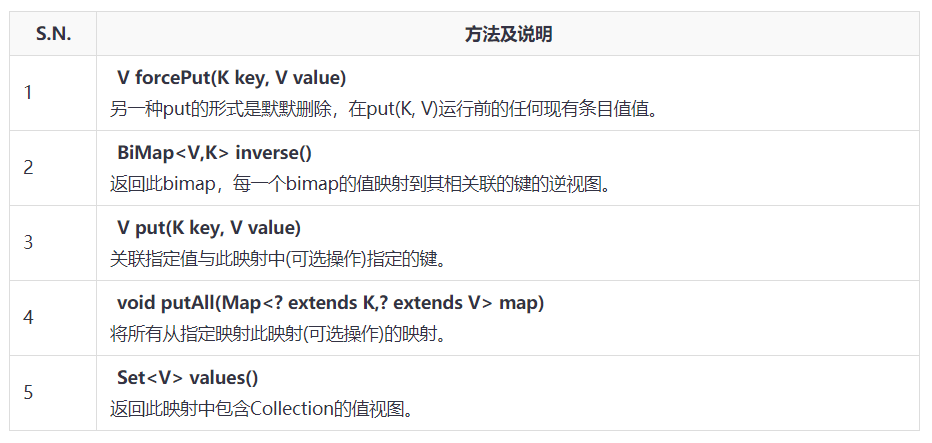 S.N. 方法及说明
1 V forcePut(K key, V value)
另一种put的形式是默默删除，在put(K, V)运行前的任何现有条目值值。
2 BiMap<V,K> inverse()
返回此bimap，每一个bimap的值映射到其相关联的键的逆视图。
3 V put(K key, V value)
关联指定值与此映射中(可选操作)指定的键。
4 void putAll(Map<? extends K,? extends V> map)
将所有从指定映射此映射(可选操作)的映射。
5 Set<V> values()
返回此映射中包含Collection的值视图。